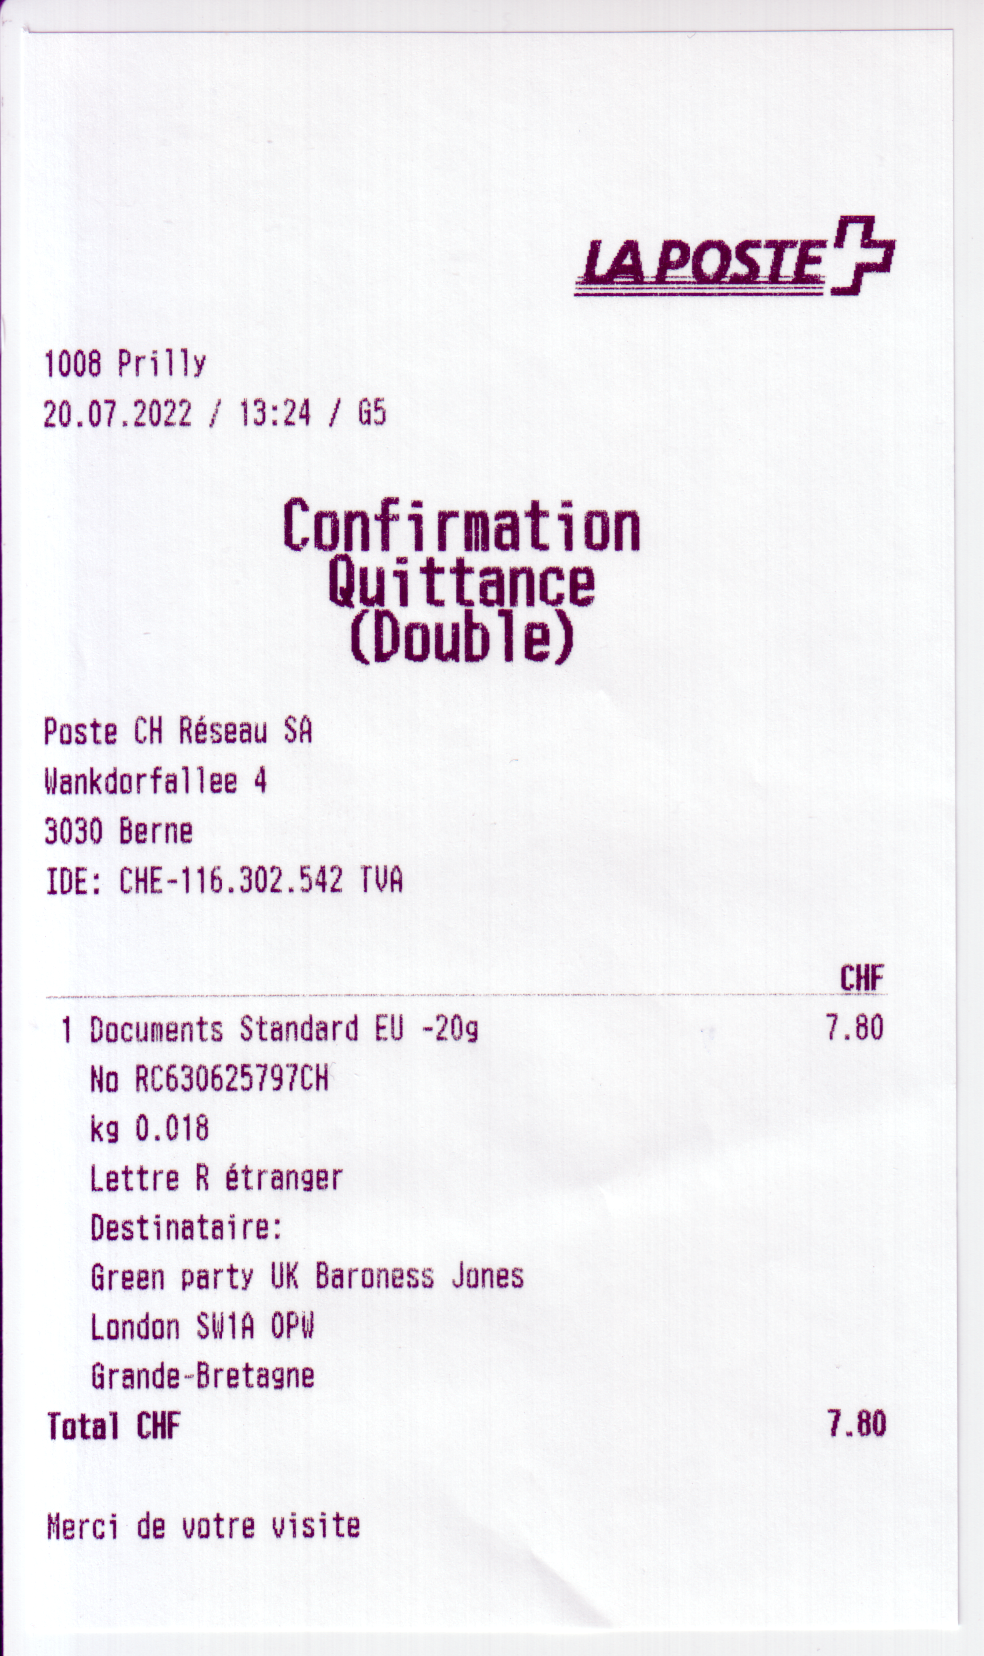 LA POSTE
1008 Prilly
20.07.2022 / 13:24 / G5
Confirmation
Quittance
(Double)
Poste CH Réseau SA
Wankdorfallee 4
3030 Berne
IDE: CHE-116.302.542 TVA
CHF
1 Documents Standard EU -20g 7.80
No RC630625797CH
kg 0.018
Lettre R étranger
Destinataire:
Green party UK Baroness Jones
London SW1A 0PW
Grande-Bretagne
Total CHF 7.80
Merci de votre visite